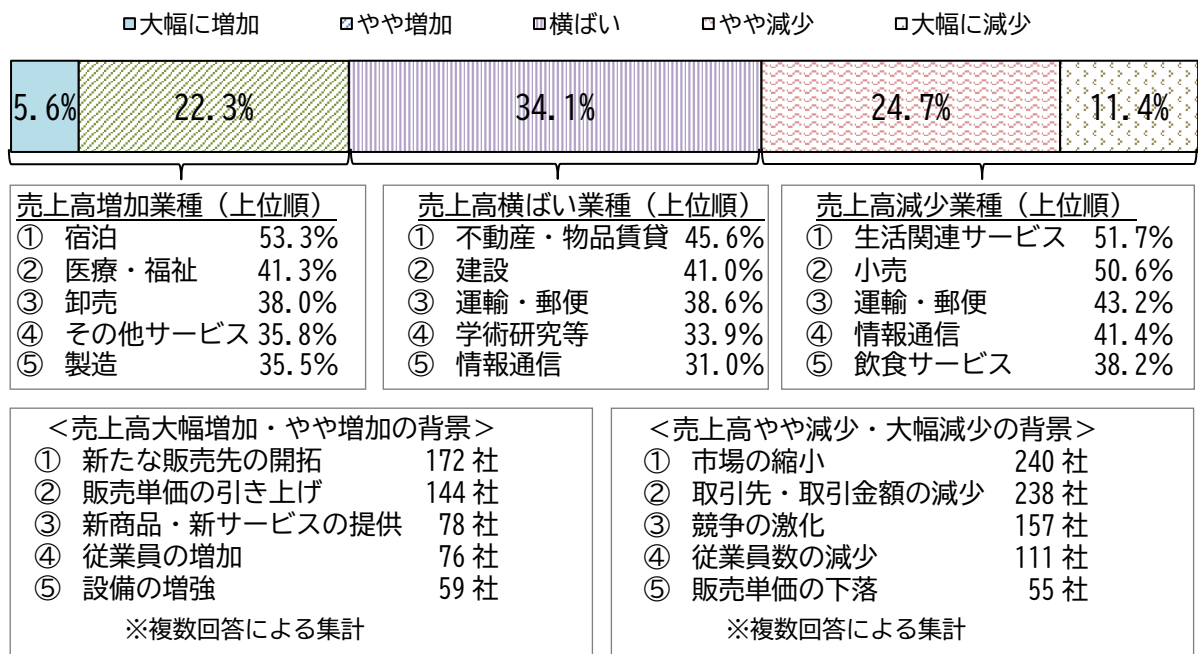 大幅に増加 やや増加 横ばい やや減少 大幅に減少
5.6% 22.3% 34.1% 24.7% 11.4%
売上高増加業種（上位順）
① 宿泊 53.3%
② 医療・福祉 41.3%
③ 卸売 38.0%
④ その他サービス 35.8%
⑤ 製造 35.5%
売上高横ばい業種（上位順）
① 不動産・物品賃貸 45.6%
② 建設 41.0%
③ 運輸・郵便 38.6%
④ 学術研究等 33.9%
⑤ 情報通信 31.0%
売上高減少業種（上位順）
① 生活関連サービス 51.7%
② 小売 50.6%
③ 運輸・郵便 43.2%
④ 情報通信 41.4%
⑤ 飲食サービス 38.2%
＜売上高大幅増加・やや増加の背景＞
① 新たな販売先の開拓 172 社
② 販売単価の引き上げ 144 社
③ 新商品・新サービスの提供 78 社
④ 従業員の増加 76 社
⑤ 設備の増強 59 社
※複数回答による集計
＜売上高やや減少・大幅減少の背景＞
① 市場の縮小 240 社
② 取引先・取引金額の減少 238 社
③ 競争の激化 157 社
④ 従業員数の減少 111 社
⑤ 販売単価の下落 55 社
※複数回答による集計